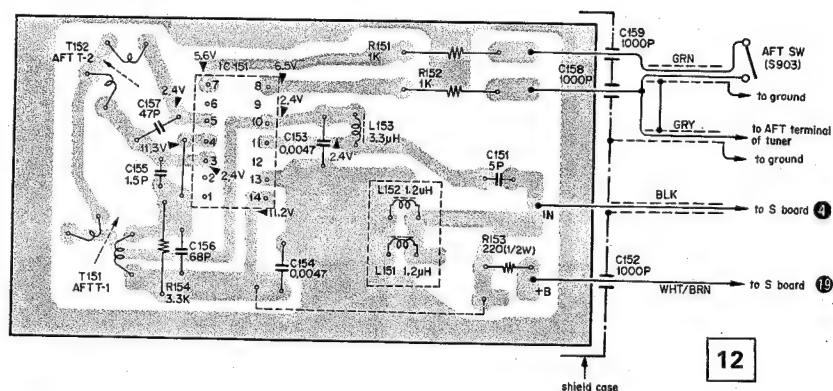 T152
AFT T-2
5.6V
IC-151
6.5V
R151
1K
R152
1K
C159
1000P
C158
1000P
GRN
AFT SW
(S903)
to ground
GRY
to AFT terminal
of tuner
to ground
2.4V
C157
47P
7
6
5
4
3
2
1
8
9
10
11
12
13
14
2.4V
C153
0,0047
L153
3.3μH
2.4V
11.3V
2.4V
C155
1.5P
C151
5P
L152 1.2uH
L151 1.2μH
IN
BLK
to S board 4
11.2V
C156
68P
C154
0,0047
R153
220(1/2W)
C152
1000P
+B
WHT/BRN
to S board 19
T151
AFT T-1
R154
3.3K
12
shield case